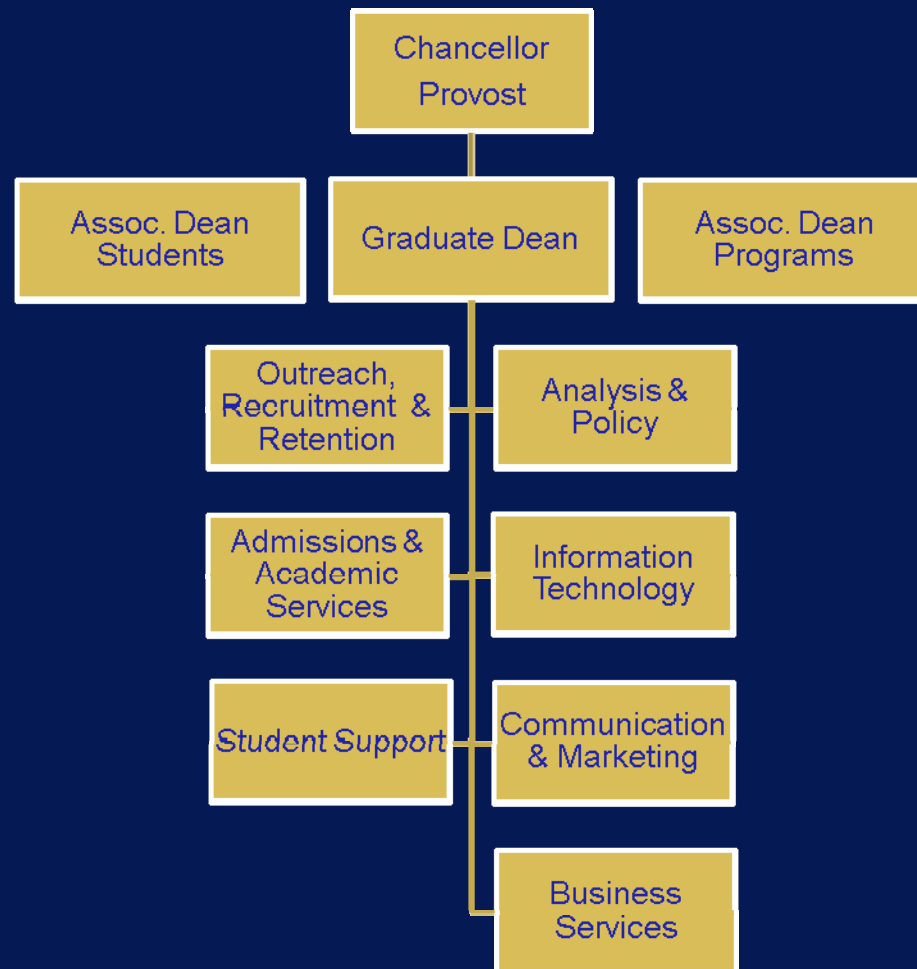 Chancellor
Provost
Assoc. Dean
Students
Graduate Dean
Assoc. Dean
Programs
Outreach,
Recruitment &
Retention
Analysis &
Policy
Admissions &
Academic
Services
Information
Technology
Student Support
Communication
& Marketing
Business
Services